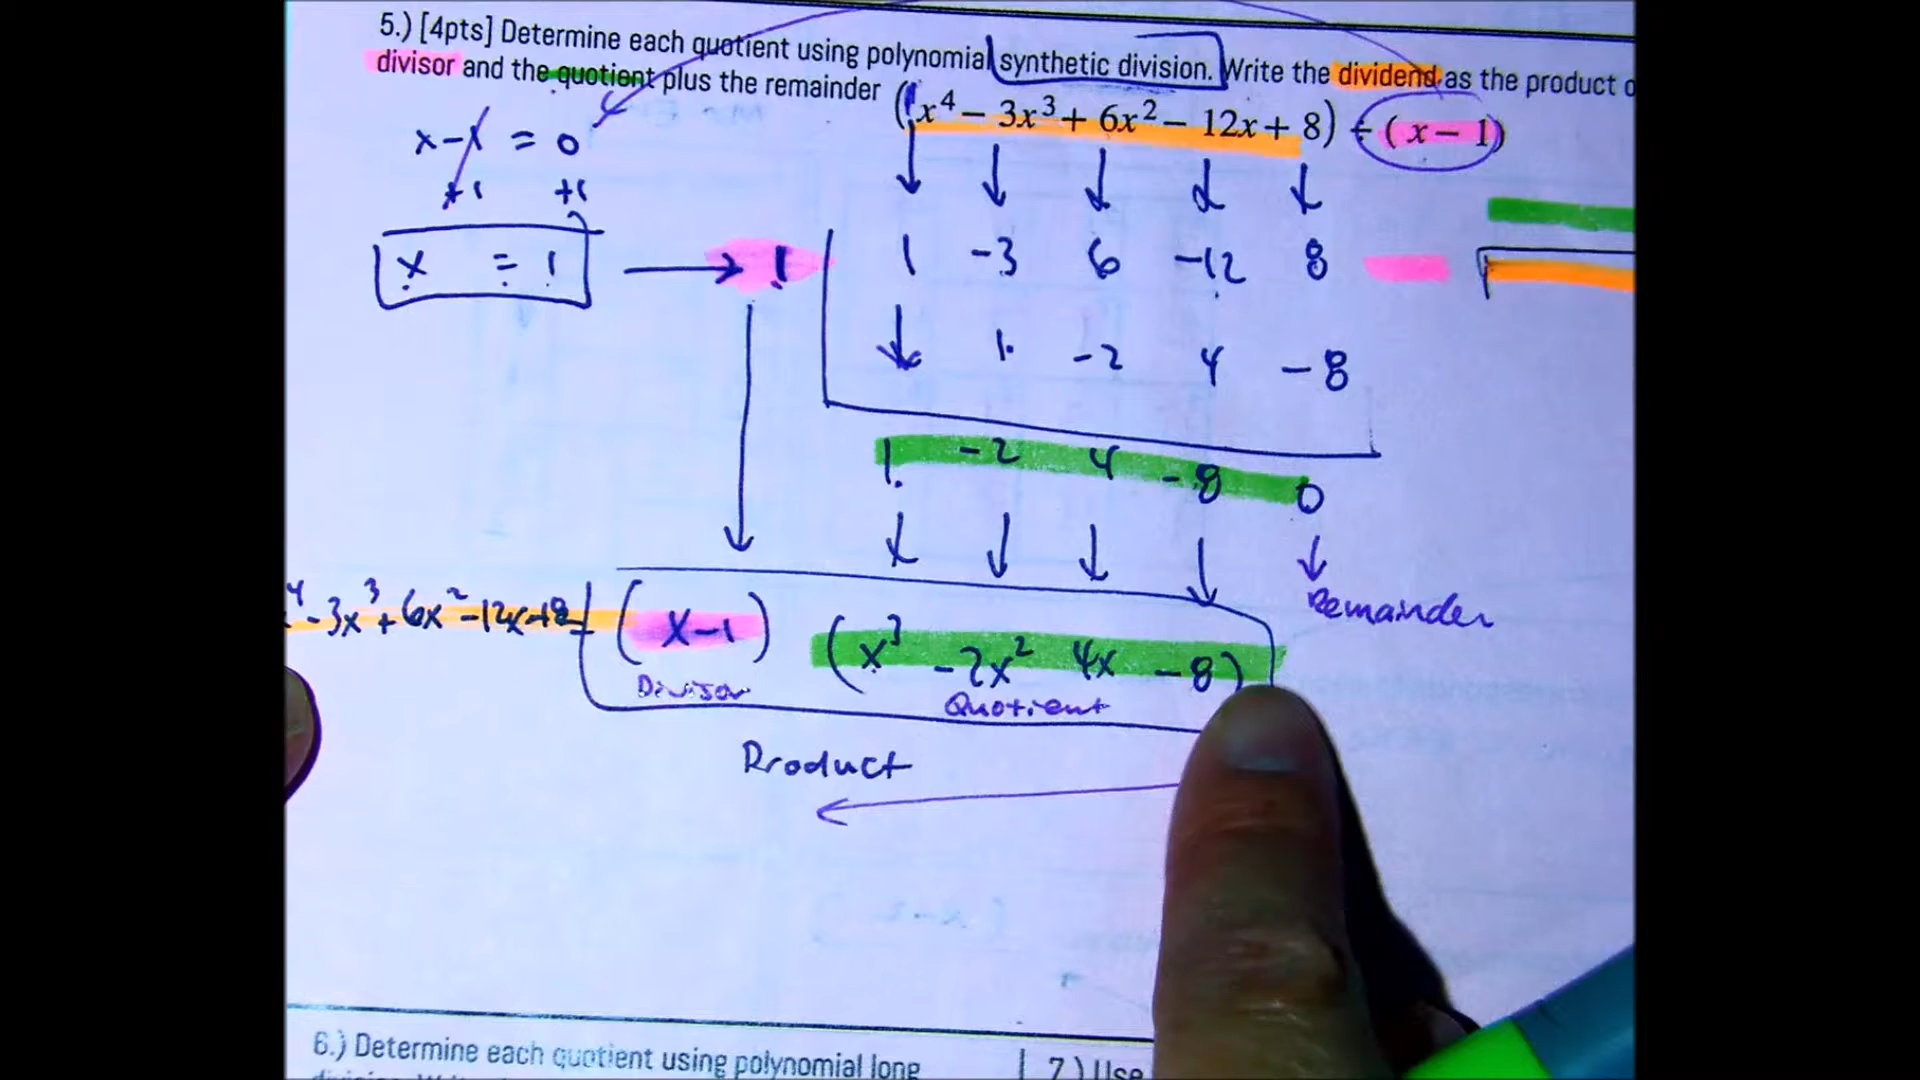 5.) [4pts] Determine each quotient using polynomial synthetic division. Write the dividend as the product o
divisor and the quotient plus the remainder (x⁴ − 3x³ + 6x² − 12x + 8) ÷ (x − 1)
x-1 = 0
+1 +1
x = 1 → 1 1 -3 6 -12 8
1 -2 4 -8
1 -2 4 -8 0
Remainder
⁴-3x³+6x²-12x+8 = (x-1) (x³ -2x² 4x -8)
Divisor Quotient
Product
6.) Determine each quotient using polynomial long
7.) Use